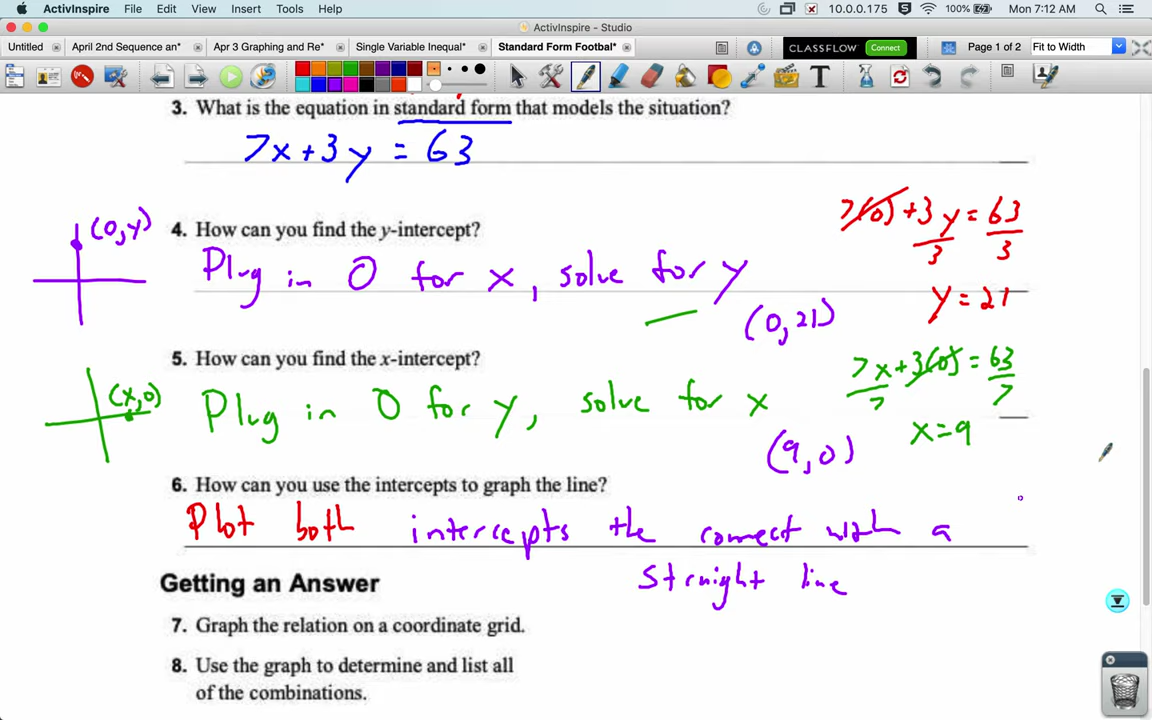 ActivInspire File Edit View Insert Tools Help 10.0.0.175 100% Mon 7:12 AM
ActivInspire - Studio
Untitled April 2nd Sequence an* Apr 3 Graphing and Re* Single Variable Inequal* Standard Form Footbal* CLASSFLOW Connect Page 1 of 2 Fit to Width
3. What is the equation in standard form that models the situation?
7x+3y = 63
4. How can you find the y-intercept?
(0,y)
7(0)+3y=63
3 3
Plug in 0 for x, solve for y
y=21
(0,21)
5. How can you find the x-intercept?
(x,0)
7x+3(0)=63
7 7
Plug in 0 for y, solve for x
x=9
(9,0)
6. How can you use the intercepts to graph the line?
Plot both intercepts the connect with a
straight line
Getting an Answer
7. Graph the relation on a coordinate grid.
8. Use the graph to determine and list all
of the combinations.